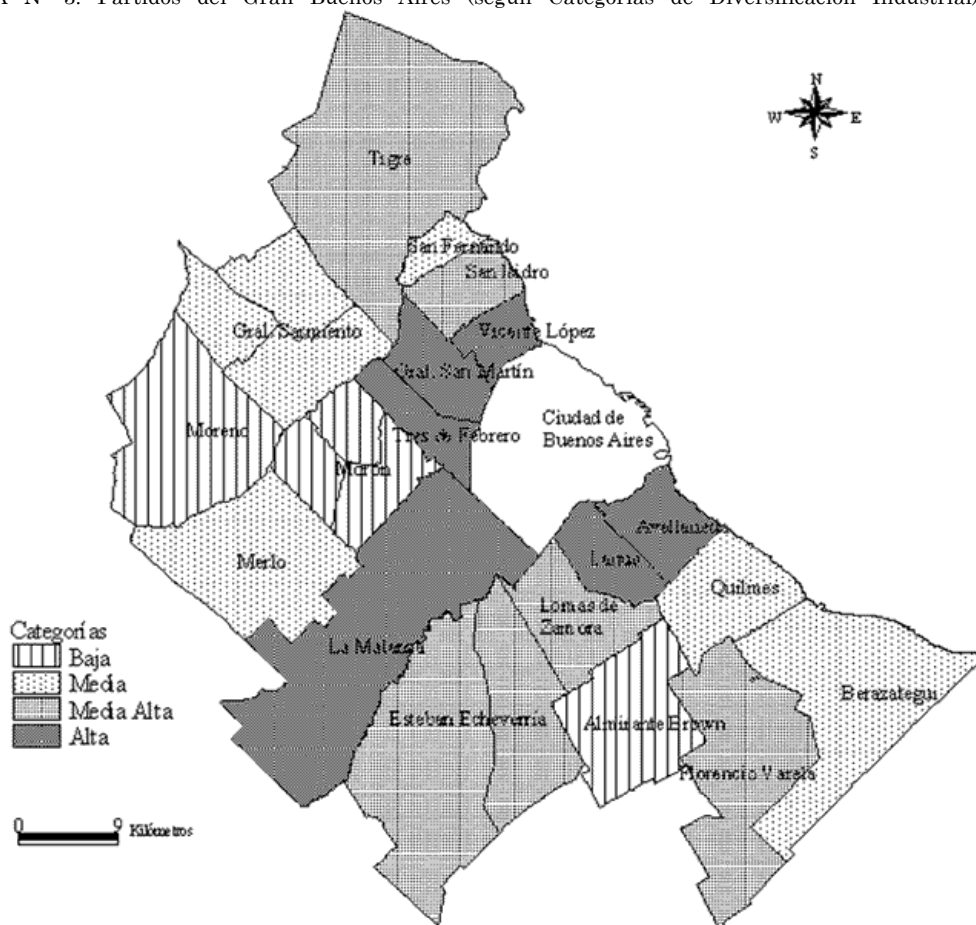 A N° 3. Partidos del Gran Buenos Aires (según Categorías de Diversificación Industrial)
N
W E
S
Tigre
San Fernando
San Isidro
Vicente López
Gral. Sarmiento
Gral. San Martín
Ciudad de
Buenos Aires
Moreno
Tres de Febrero
Morón
Avellaneda
Lanús
Merlo
Quilmes
Lomas de
Zamora
La Matanza
Berazategui
Esteban Echeverría
Almirante Brown
Florencio Varela
Categorías
Baja
Media
Media Alta
Alta
0 9 Kilómetros